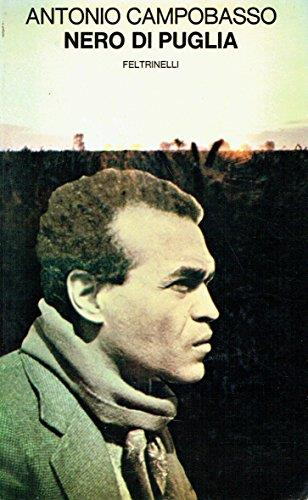 ANTONIO CAMPOBASSO
NERO DI PUGLIA
FELTRINELLI